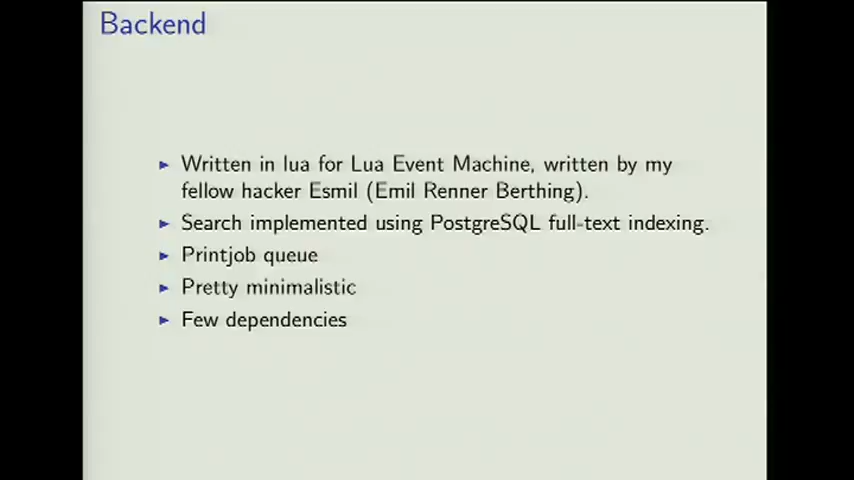 Backend
Written in lua for Lua Event Machine, written by my
fellow hacker Esmil (Emil Renner Berthing).
Search implemented using PostgreSQL full-text indexing.
Printjob queue
Pretty minimalistic
Few dependencies